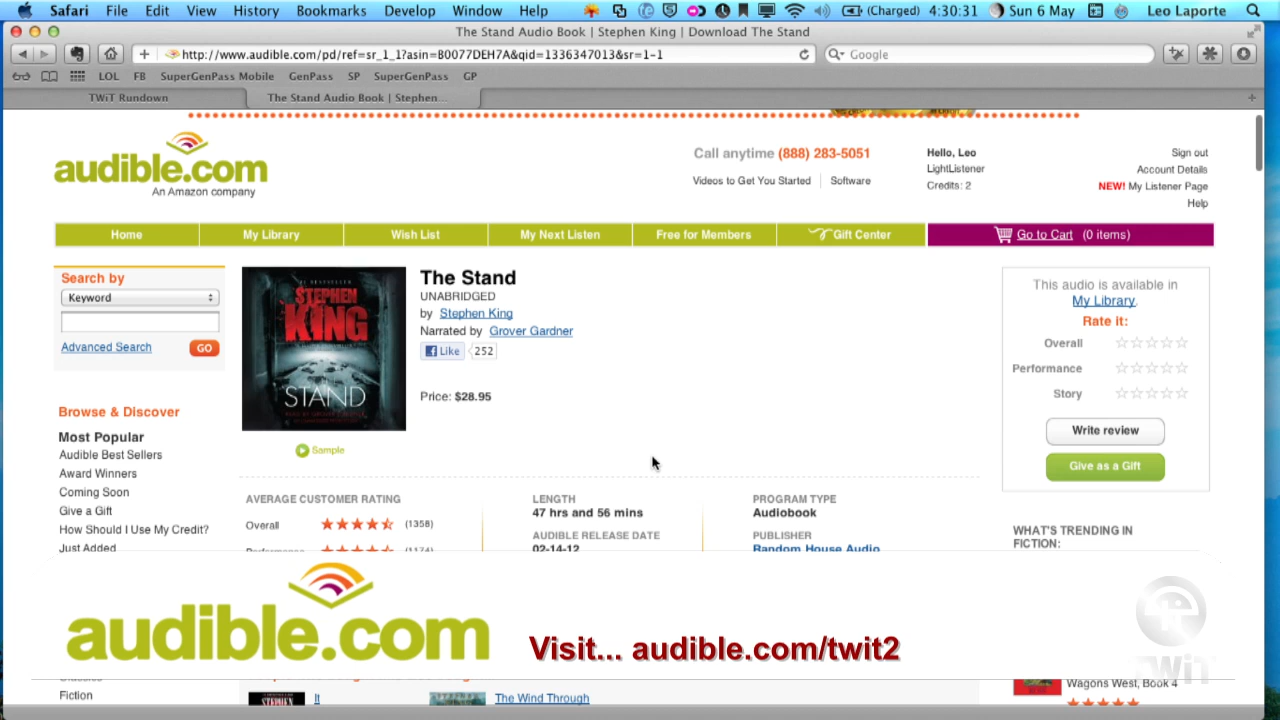 Safari File Edit View History Bookmarks Develop Window Help (Charged) 4:30:31 Sun 6 May Leo Laporte
The Stand Audio Book | Stephen King | Download The Stand
http://www.audible.com/pd/ref=sr_1_1?asin=B0077DEH7A&qid=1336347013&sr=1-1
Google
LOL FB SuperGenPass Mobile GenPass SP SuperGenPass GP
TWiT Rundown
The Stand Audio Book | Stephen...
audible.com
An Amazon company
Call anytime (888) 283-5051
Videos to Get You Started
Software
Hello, Leo
LightListener
Credits: 2
Sign out
Account Details
NEW! My Listener Page
Help
Home
My Library
Wish List
My Next Listen
Free for Members
Gift Center
Go to Cart (0 items)
Search by
Keyword
Advanced Search
GO
Browse & Discover
Most Popular
Audible Best Sellers
Award Winners
Coming Soon
Give a Gift
How Should I Use My Credit?
Just Added
Fiction
STEPHEN
KING
THE
STAND
Sample
The Stand
UNABRIDGED
by Stephen King
Narrated by Grover Gardner
Like 252
Price: $28.95
This audio is available in
My Library.
Rate it:
Overall
Performance
Story
Write review
Give as a Gift
AVERAGE CUSTOMER RATING
Overall (1358)
Performance (1174)
LENGTH
47 hrs and 56 mins
AUDIBLE RELEASE DATE
02-14-12
PROGRAM TYPE
Audiobook
PUBLISHER
Random House Audio
WHAT'S TRENDING IN
FICTION:
audible.com
Visit... audible.com/twit2
TWiT
It
The Wind Through
Wagons West, Book 4